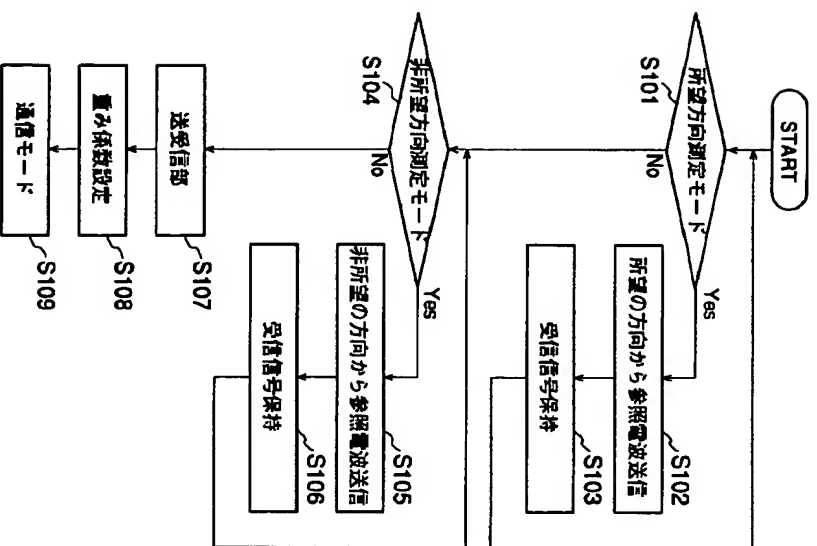 START
所望方向測定モード
S101
Yes
No
所望の方向から参照電波送信
S102
受信信号保持
S103
非所望方向測定モード
S104
Yes
No
非所望の方向から参照電波送信
S105
受信信号保持
S106
送受信部
S107
重み係数設定
S108
通信モード
S109